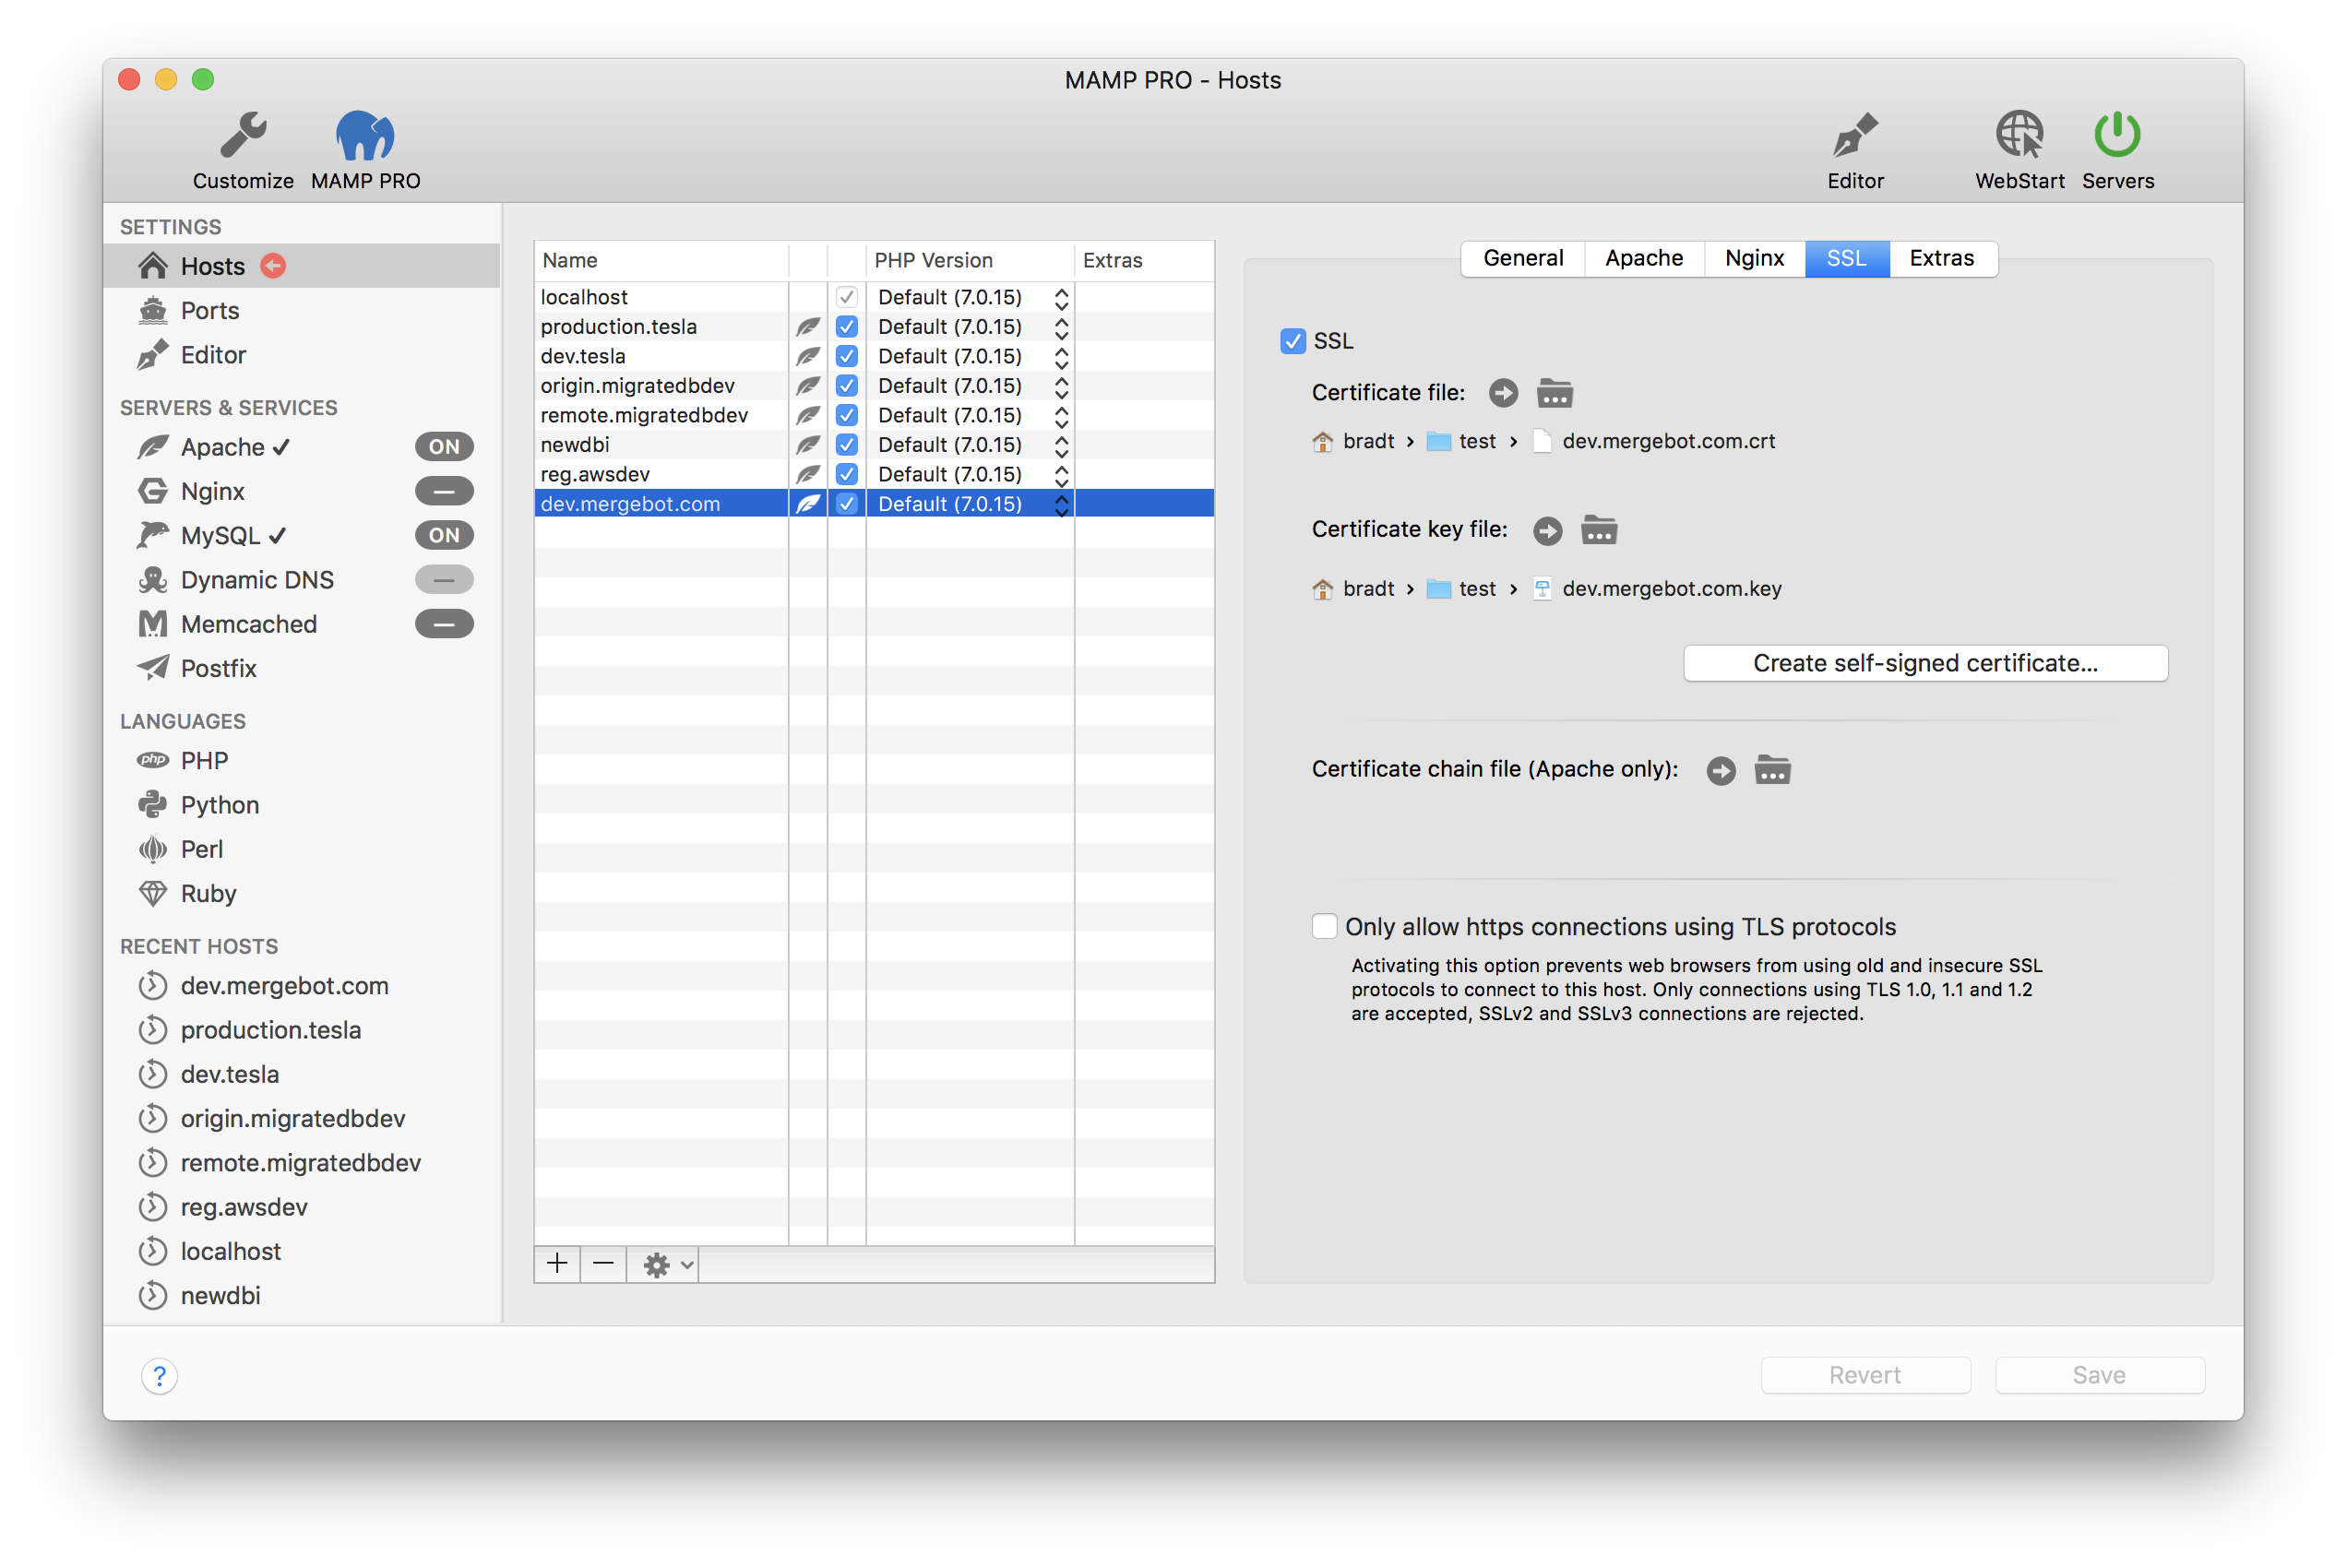 MAMP PRO - Hosts
Customize
MAMP PRO
Editor
WebStart
Servers
SETTINGS
Hosts
Ports
Editor
SERVERS & SERVICES
Apache ✓ ON
Nginx —
MySQL ✓ ON
Dynamic DNS —
Memcached —
Postfix
LANGUAGES
php PHP
Python
Perl
Ruby
RECENT HOSTS
dev.mergebot.com
production.tesla
dev.tesla
origin.migratedbdev
remote.migratedbdev
reg.awsdev
localhost
newdbi
Name PHP Version Extras
localhost Default (7.0.15)
production.tesla Default (7.0.15)
dev.tesla Default (7.0.15)
origin.migratedbdev Default (7.0.15)
remote.migratedbdev Default (7.0.15)
newdbi Default (7.0.15)
reg.awsdev Default (7.0.15)
dev.mergebot.com Default (7.0.15)
General Apache Nginx SSL Extras
SSL
Certificate file:
bradt › test › dev.mergebot.com.crt
Certificate key file:
bradt › test › dev.mergebot.com.key
Create self-signed certificate...
Certificate chain file (Apache only):
Only allow https connections using TLS protocols
Activating this option prevents web browsers from using old and insecure SSL
protocols to connect to this host. Only connections using TLS 1.0, 1.1 and 1.2
are accepted, SSLv2 and SSLv3 connections are rejected.
?
Revert
Save